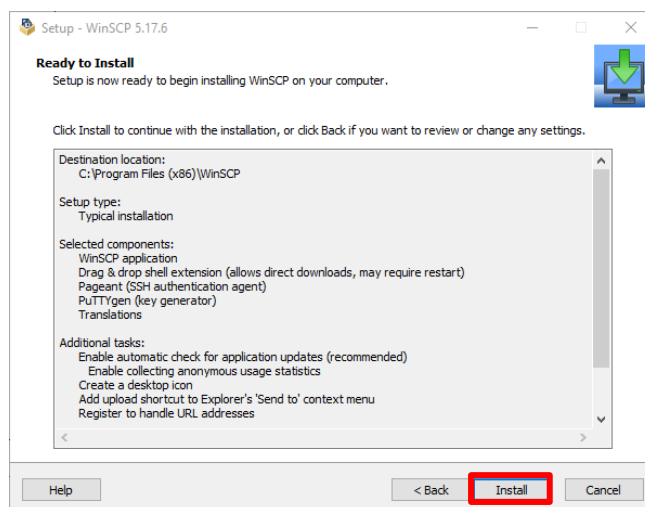 Setup - WinSCP 5.17.6
Ready to Install
Setup is now ready to begin installing WinSCP on your computer.
Click Install to continue with the installation, or click Back if you want to review or change any settings.
Destination location:
C:\Program Files (x86)\WinSCP
Setup type:
Typical installation
Selected components:
WinSCP application
Drag & drop shell extension (allows direct downloads, may require restart)
Pageant (SSH authentication agent)
PuTTYgen (key generator)
Translations
Additional tasks:
Enable automatic check for application updates (recommended)
Enable collecting anonymous usage statistics
Create a desktop icon
Add upload shortcut to Explorer's 'Send to' context menu
Register to handle URL addresses
Help < Back Install Cancel